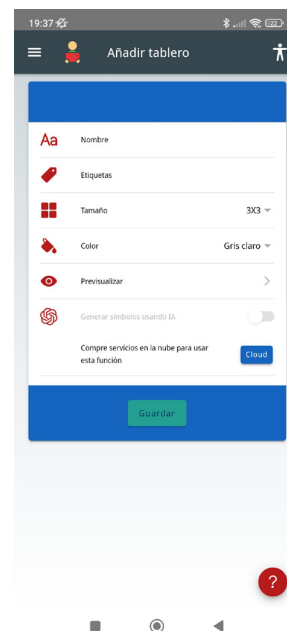 19:37
22
Añadir tablero
Aa
Nombre
Etiquetas
Tamaño
3X3
Color
Gris claro
Previsualizar
Generar símbolos usando IA
Compre servicios en la nube para usar
esta función
Cloud
Guardar
?